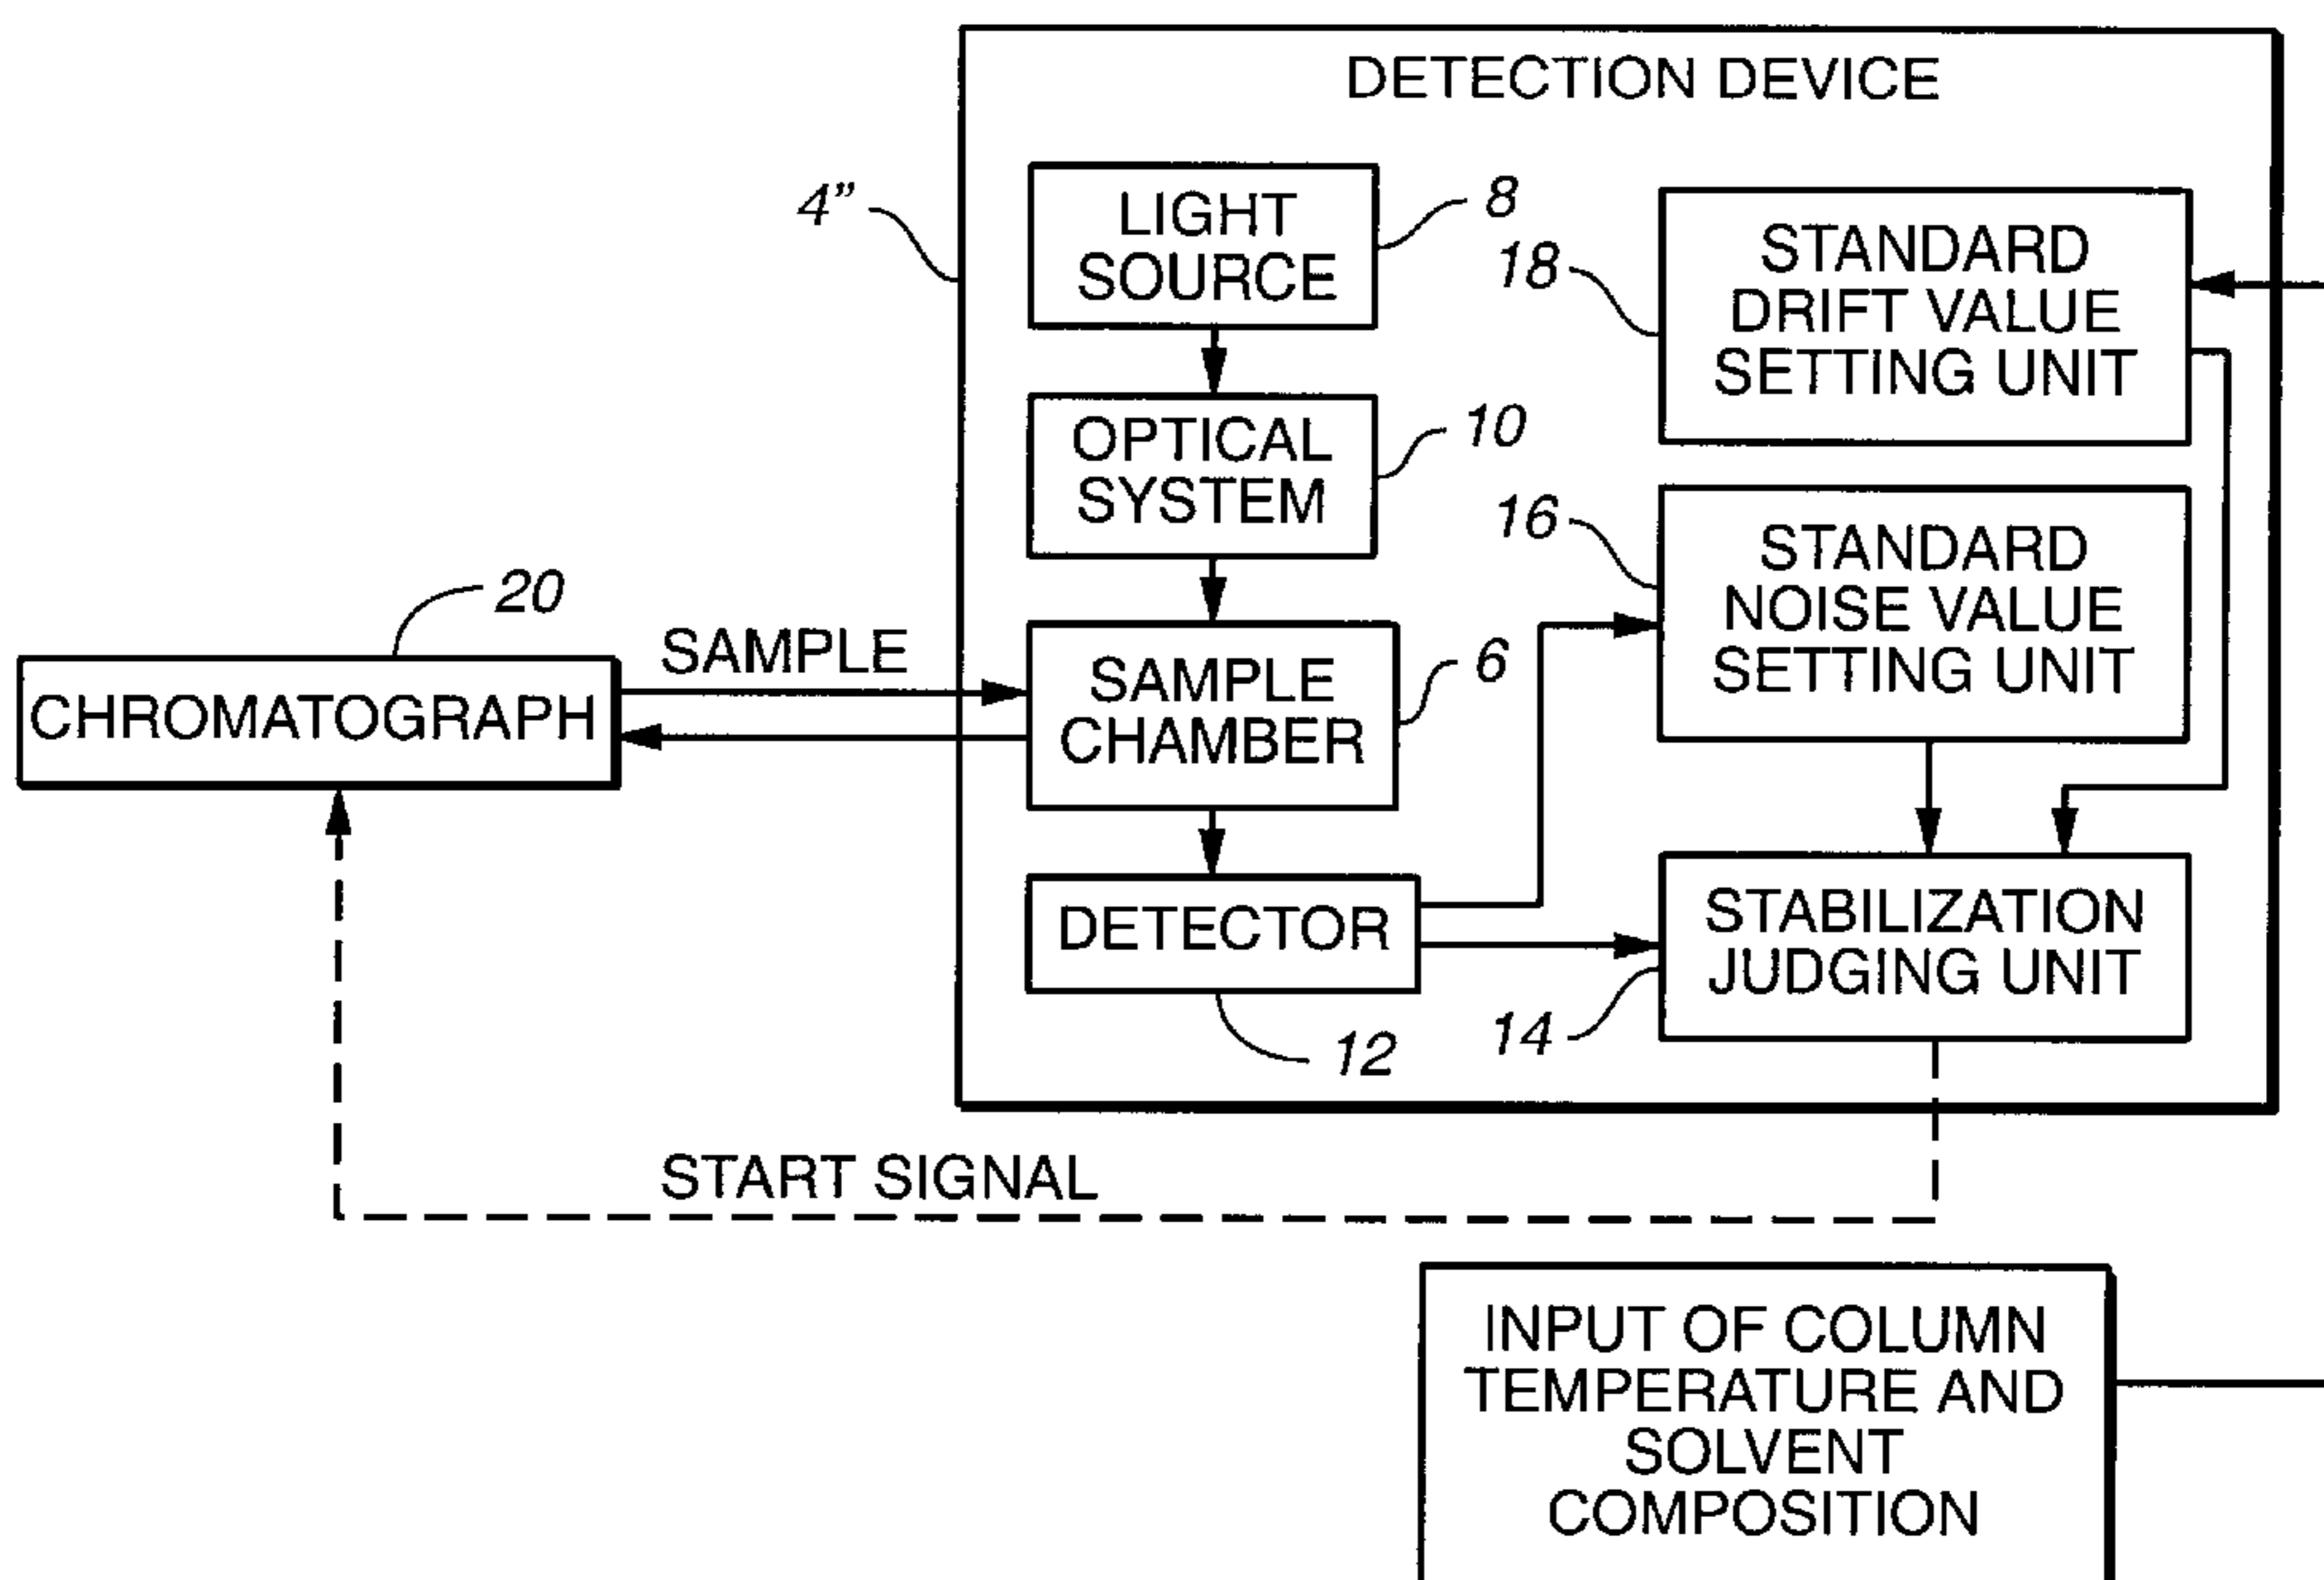 DETECTION DEVICE
4”
LIGHT
SOURCE
8
18
STANDARD
DRIFT VALUE
SETTING UNIT
OPTICAL
SYSTEM
10
16
STANDARD
NOISE VALUE
SETTING UNIT
20
CHROMATOGRAPH
SAMPLE
SAMPLE
CHAMBER
6
DETECTOR
12
14
STABILIZATION
JUDGING UNIT
START SIGNAL
INPUT OF COLUMN
TEMPERATURE AND
SOLVENT
COMPOSITION